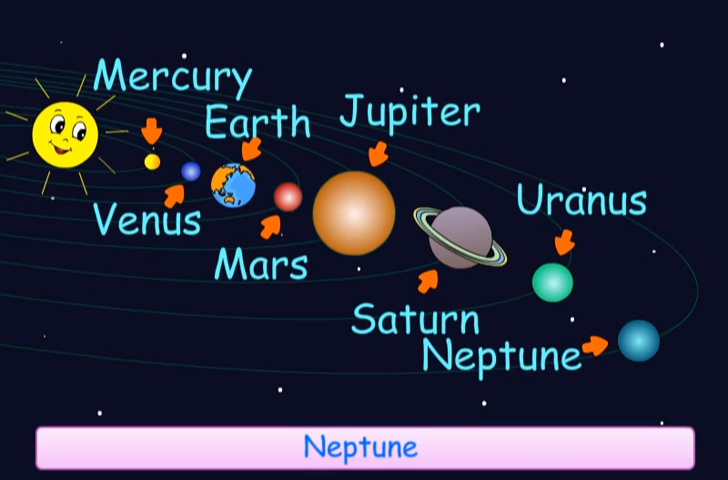 Mercury
Earth
Jupiter
Venus
Mars
Uranus
Saturn
Neptune
Neptune